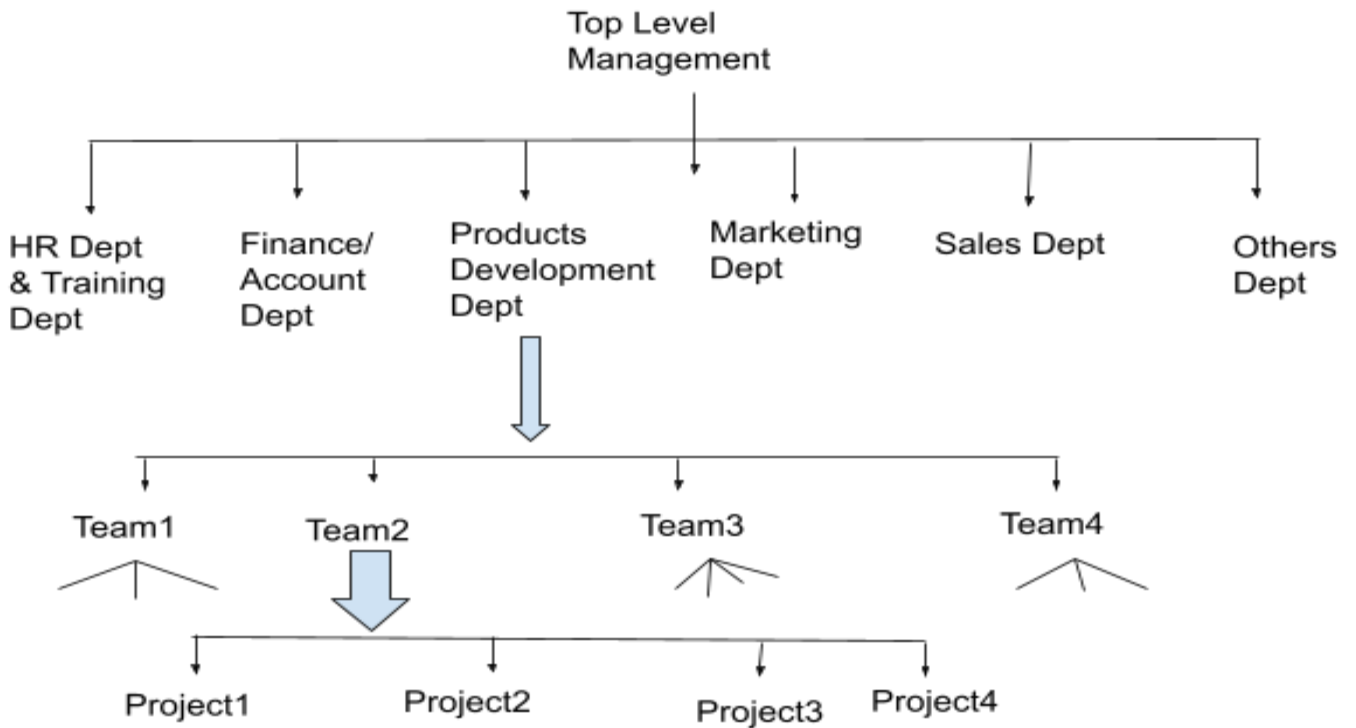 Top Level
Management
HR Dept
& Training
Dept
Finance/
Account
Dept
Products
Development
Dept
Marketing
Dept
Sales Dept
Others
Dept
Team1
Team2
Team3
Team4
Project1
Project2
Project3
Project4